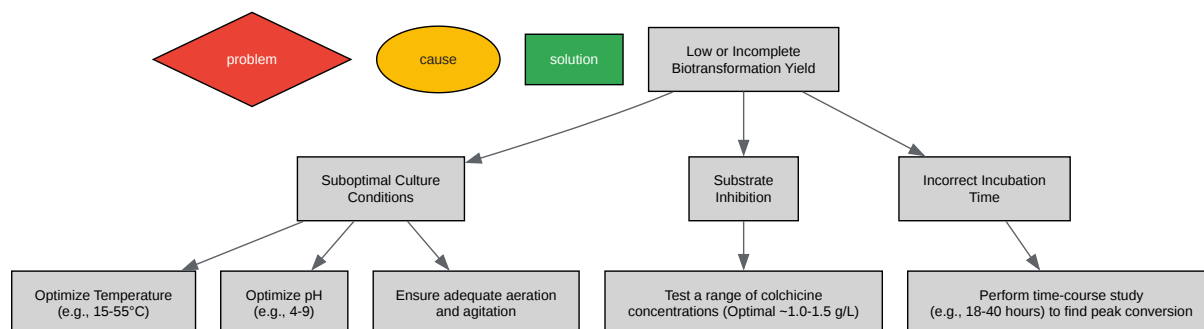 problem
cause
solution
Low or Incomplete
Biotransformation Yield
Suboptimal Culture
Conditions
Substrate
Inhibition
Incorrect Incubation
Time
Optimize Temperature
(e.g., 15-55°C)
Optimize pH
(e.g., 4-9)
Ensure adequate aeration
and agitation
Test a range of colchicine
concentrations (Optimal ~1.0-1.5 g/L)
Perform time-course study
(e.g., 18-40 hours) to find peak conversion